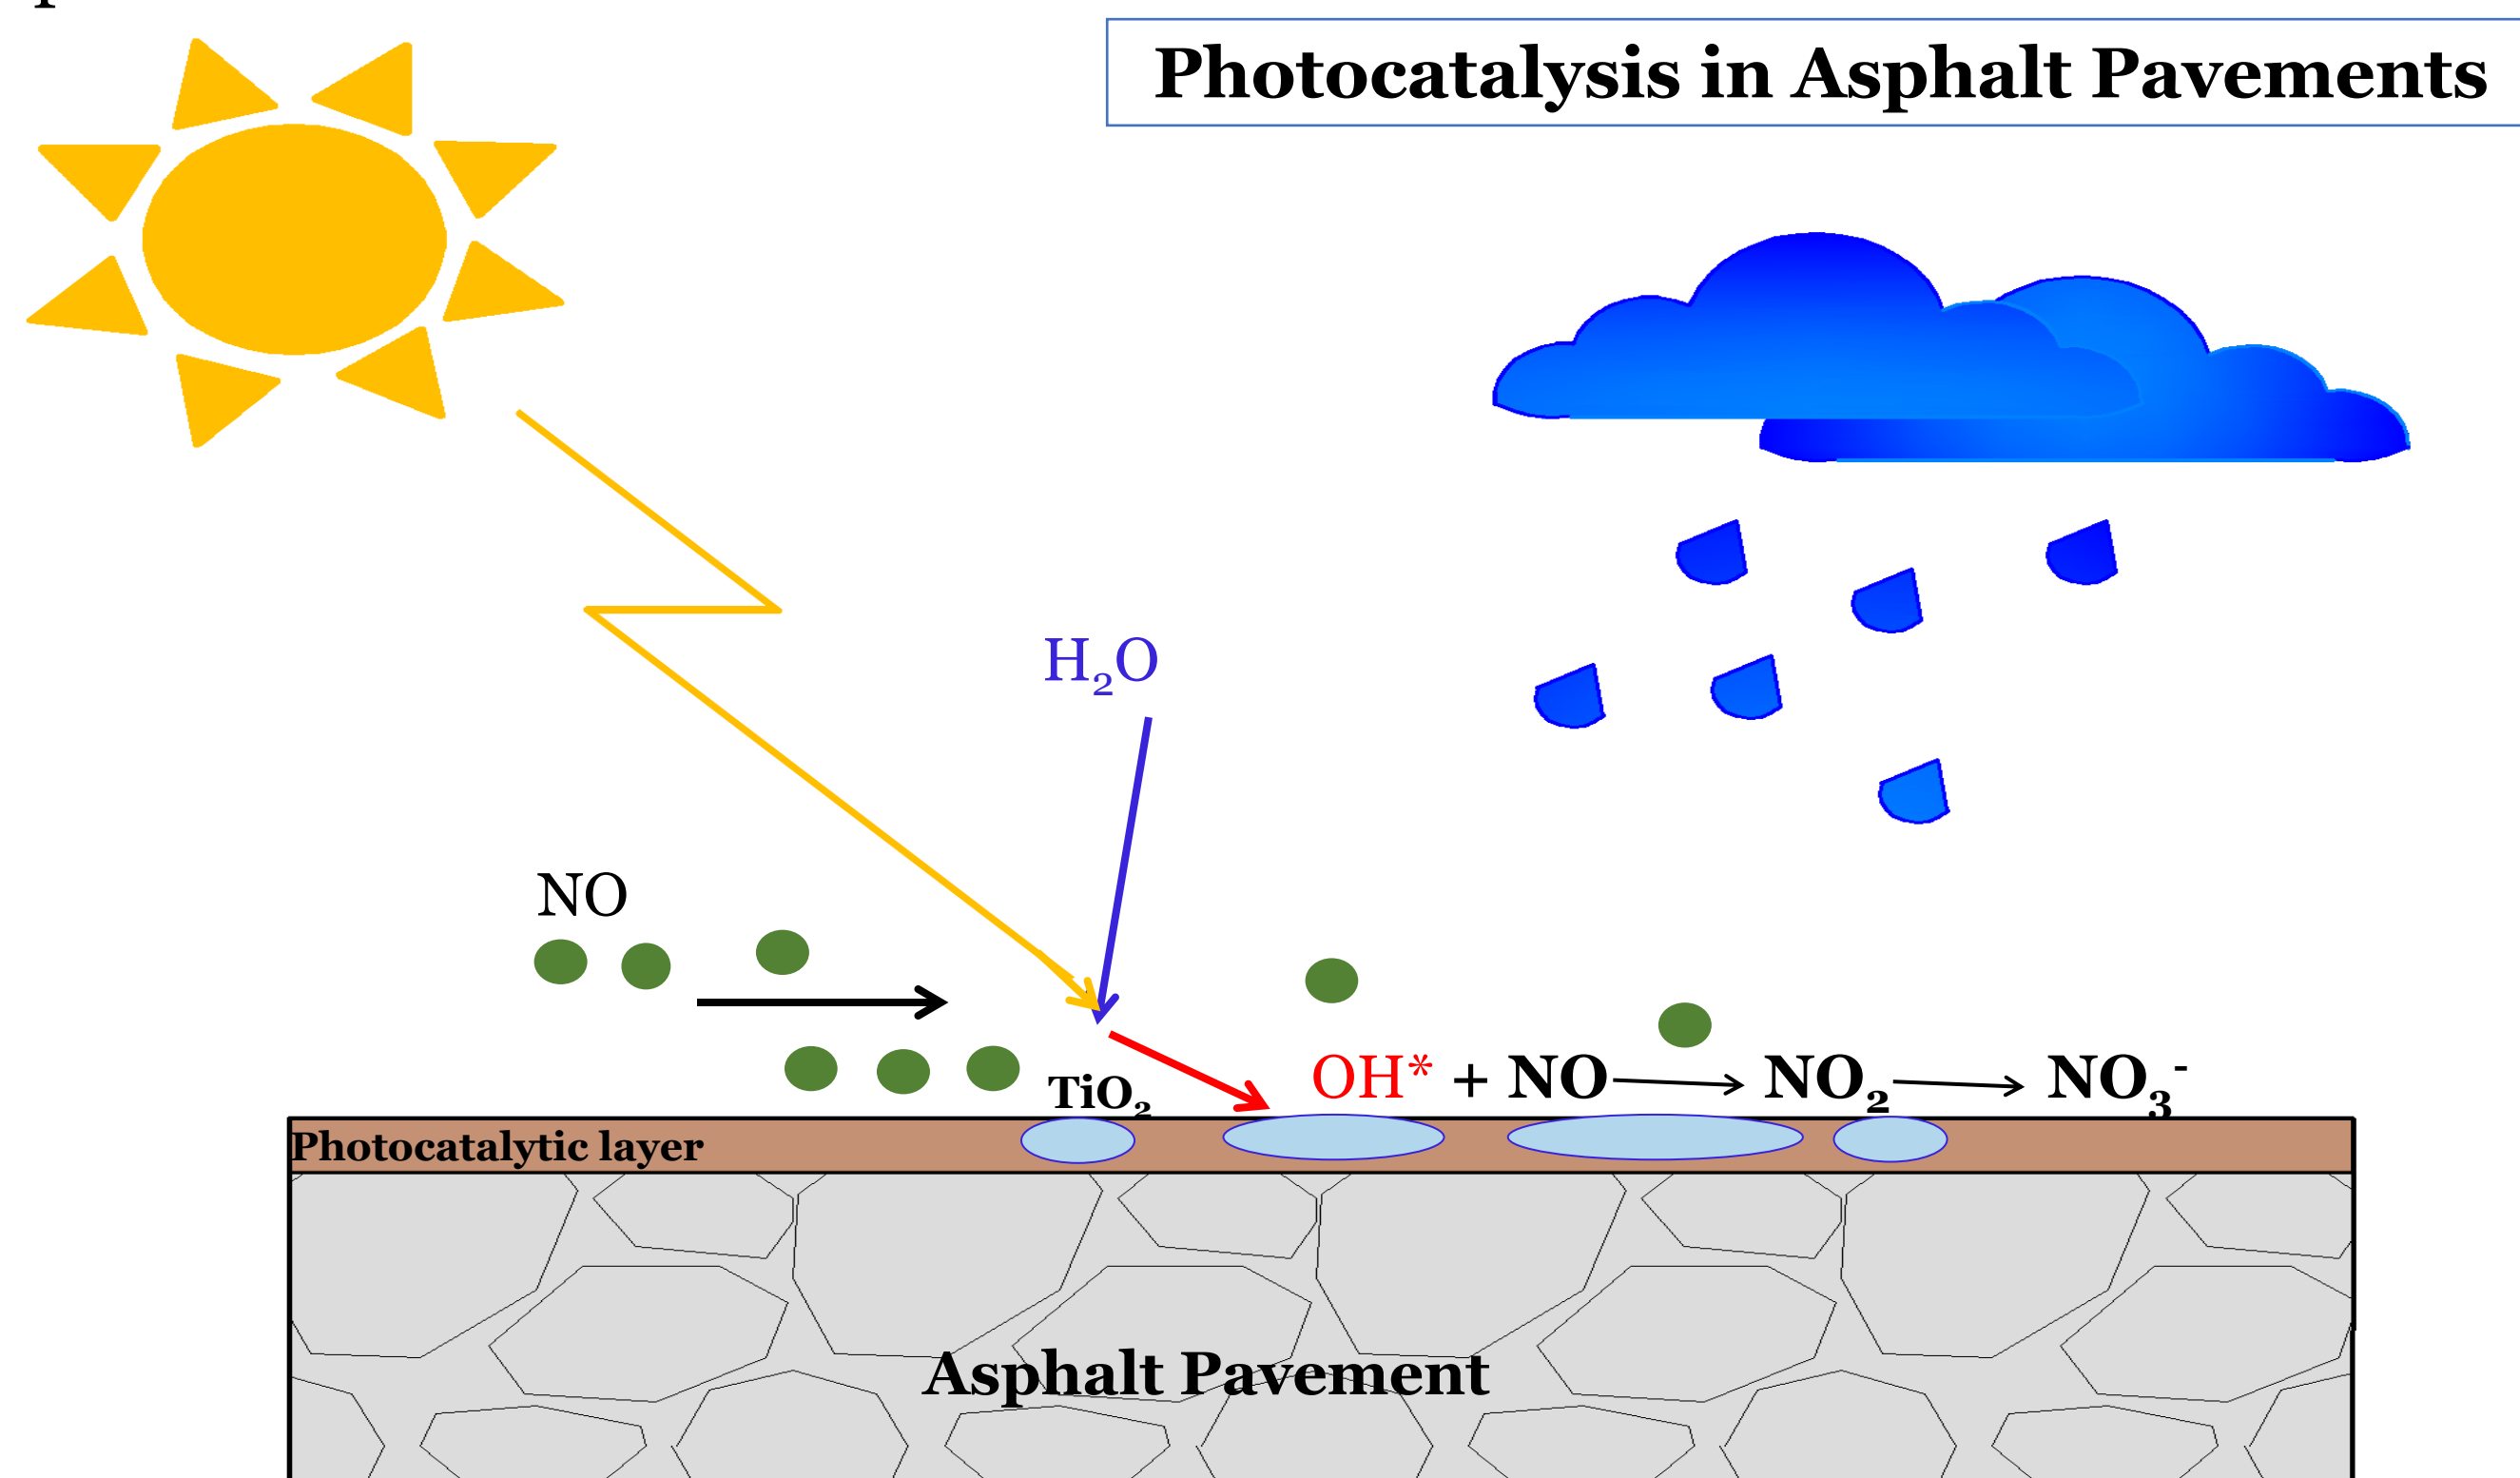 Photocatalysis in Asphalt Pavements
H₂O
NO
OH* + NO → NO₂ → NO₃⁻
TiO₂
Photocatalytic layer
Asphalt Pavement